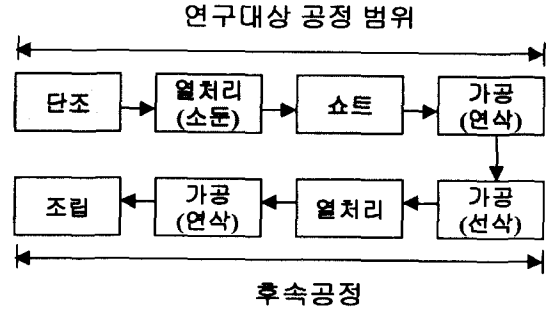 연구대상 공정 범위
단조
열처리
(소둔)
쇼트
가공
(연삭)
조립
가공
(연삭)
열처리
가공
(선삭)
후속공정